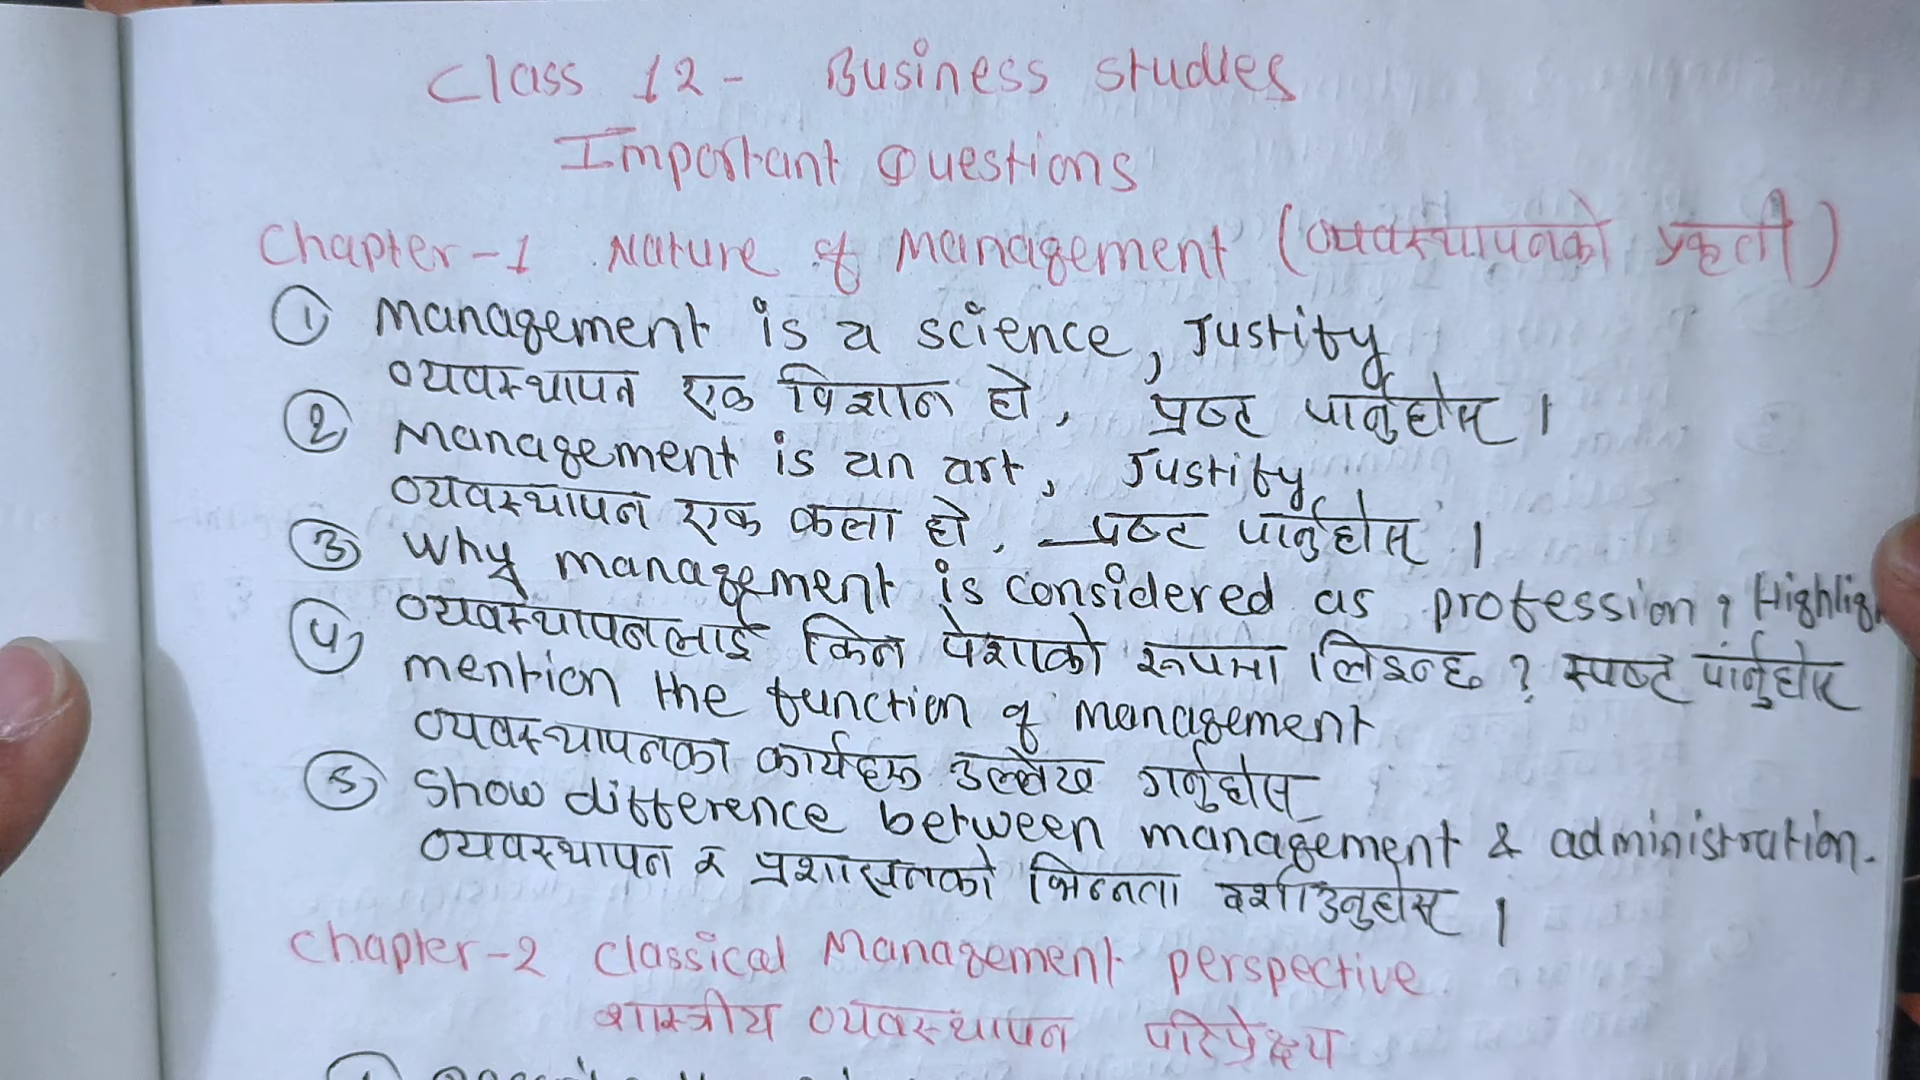 Class 12 - Business studies
Important Questions
Chapter-1 Nature of Management (व्यवस्थापनको प्रकृती)
① Management is a science, Justify
व्यवस्थापन एक विज्ञान हो, प्रष्ट पार्नुहोस् ।
② Management is an art, Justify
व्यवस्थापन एक कला हो, प्रष्ट पार्नुहोस् ।
③ Why management is considered as profession? Highligh
व्यवस्थापनलाई किन पेशाको रूपमा लिइन्छ ? स्पष्ट पार्नुहोस्
④ mention the function of management
व्यवस्थापनका कार्यहरू उल्लेख गर्नुहोस्
⑤ Show difference between management & administration.
व्यवस्थापन र प्रशासनको भिन्नता दर्शाउनुहोस् ।
Chapter-2 Classical Management perspective
शास्त्रीय व्यवस्थापन परिप्रेक्ष्य